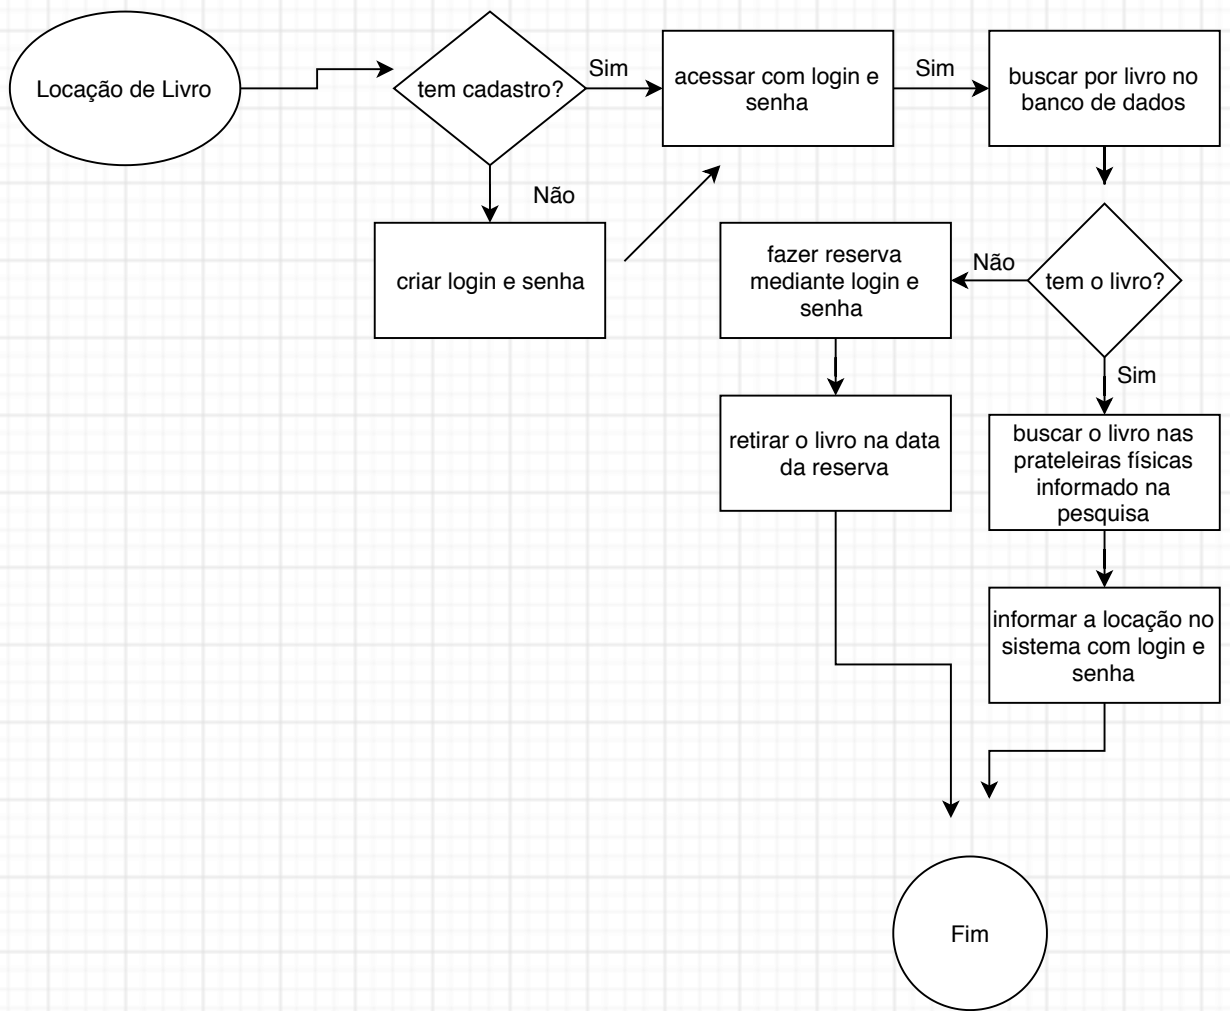 Locação de Livro
tem cadastro?
Sim
acessar com login e
senha
Sim
buscar por livro no
banco de dados
Não
criar login e senha
fazer reserva
mediante login e
senha
Não
tem o livro?
Sim
retirar o livro na data
da reserva
buscar o livro nas
prateleiras físicas
informado na
pesquisa
informar a locação no
sistema com login e
senha
Fim